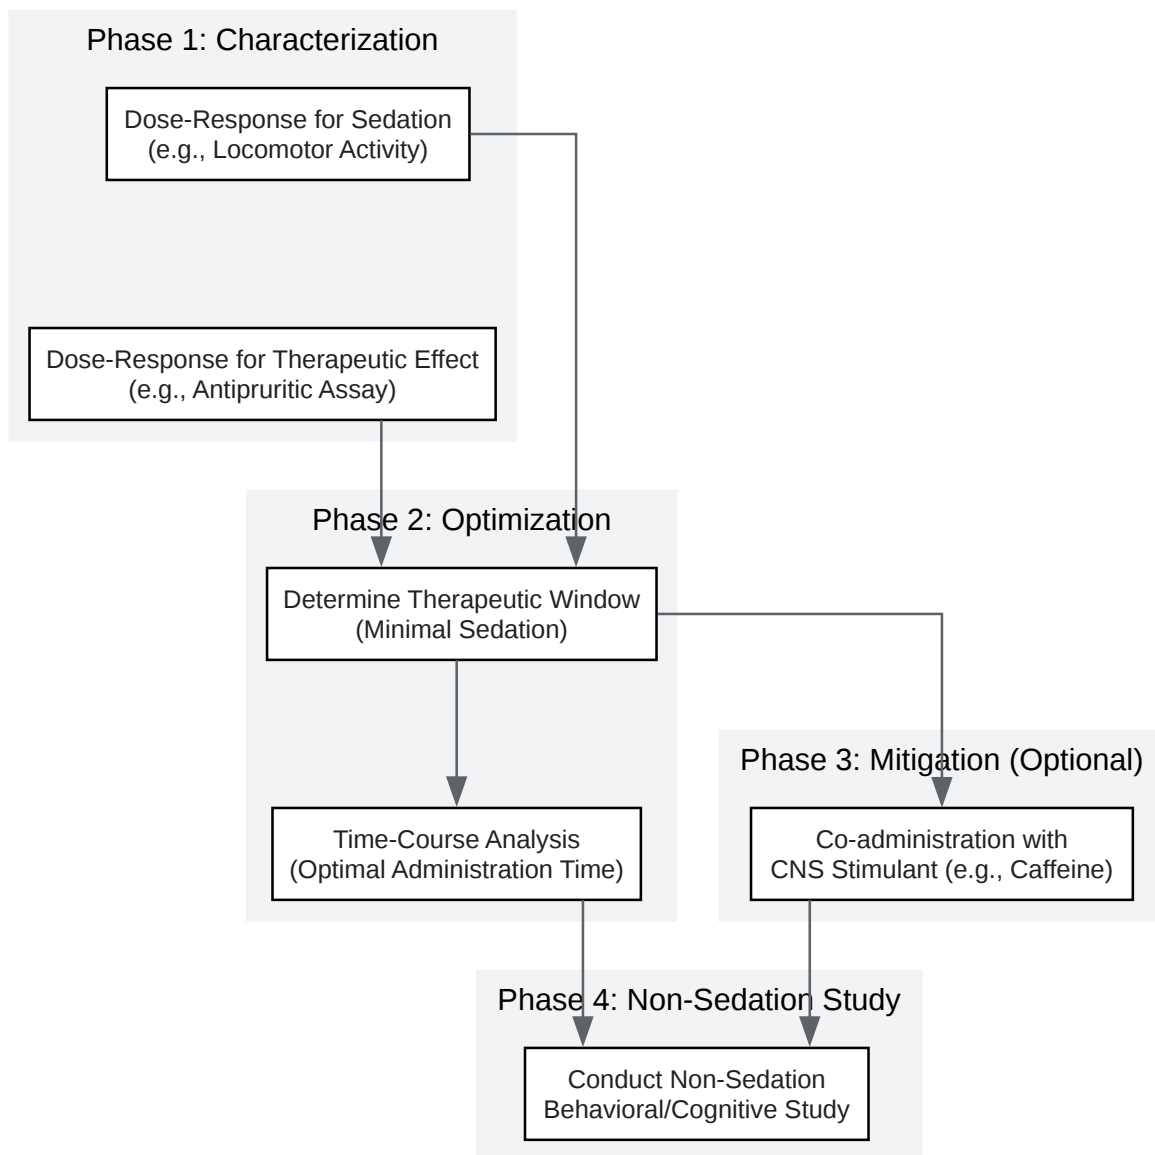 Phase 1: Characterization
Dose-Response for Sedation
(e.g., Locomotor Activity)
Dose-Response for Therapeutic Effect
(e.g., Antipruritic Assay)
Phase 2: Optimization
Determine Therapeutic Window
(Minimal Sedation)
Time-Course Analysis
(Optimal Administration Time)
Phase 3: Mitigation (Optional)
Co-administration with
CNS Stimulant (e.g., Caffeine)
Phase 4: Non-Sedation Study
Conduct Non-Sedation
Behavioral/Cognitive Study